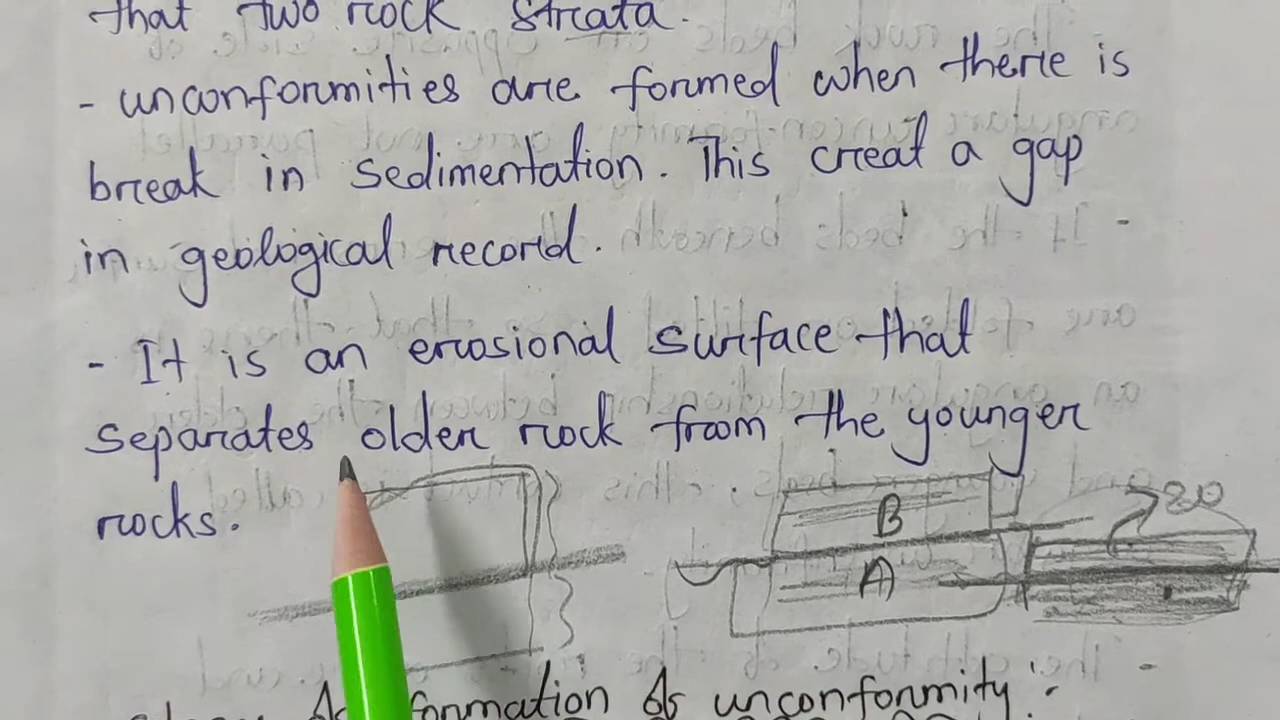 that two rock strata.
- unconformities are formed when there is
break in sedimentation. This creat a gap
in geological record.
- It is an erosional surface that
separates older rock from the younger
rocks.
B
A
20
formation of unconformity :